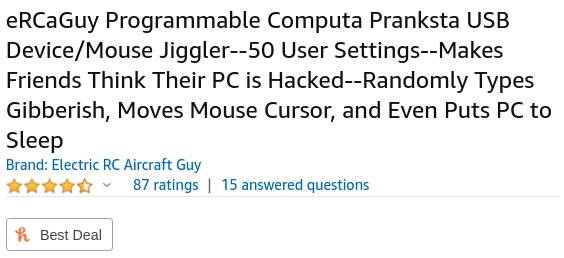 eRCaGuy Programmable Computa Pranksta USB
Device/Mouse Jiggler--50 User Settings--Makes
Friends Think Their PC is Hacked--Randomly Types
Gibberish, Moves Mouse Cursor, and Even Puts PC to
Sleep
Brand: Electric RC Aircraft Guy
87 ratings | 15 answered questions
Best Deal